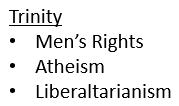 Trinity
• Men's Rights
• Atheism
• Liberaltarianism